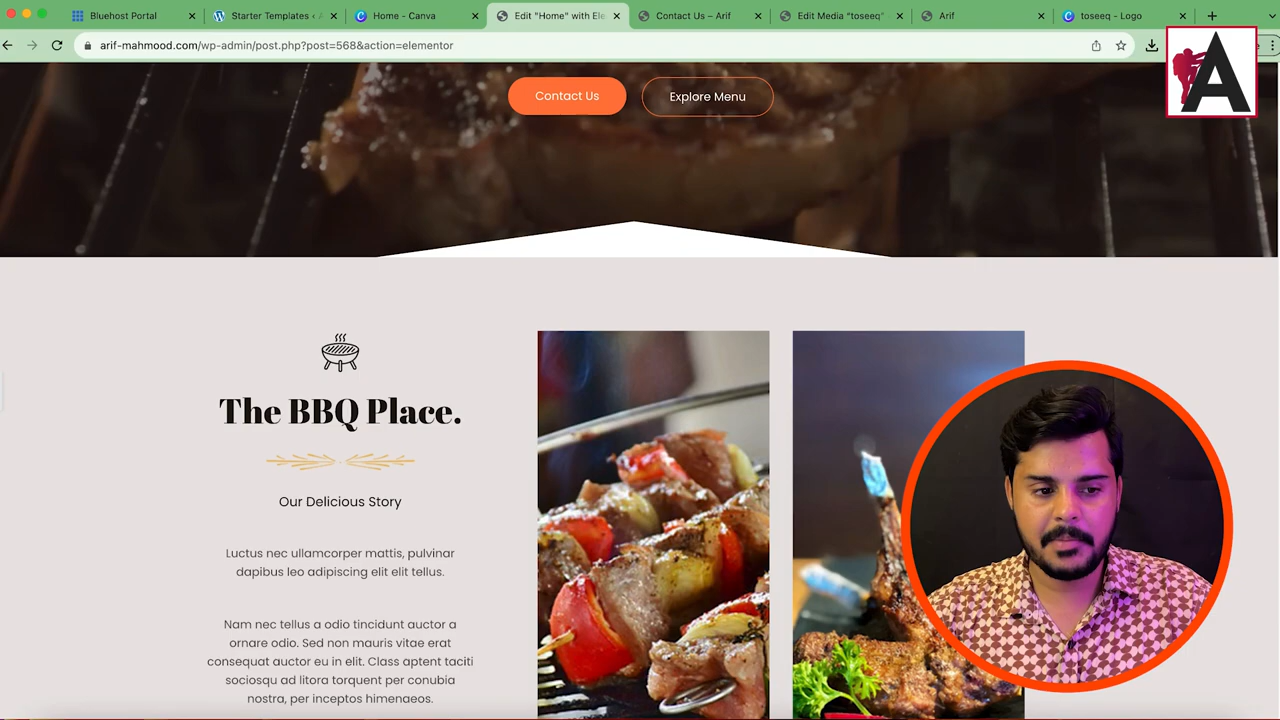 Bluehost Portal
Starter Templates ‹ A
Home - Canva
Edit "Home" with Ele
Contact Us – Arif
Edit Media "toseeq" ‹
Arif
toseeq - Logo
arif-mahmood.com/wp-admin/post.php?post=568&action=elementor
A
Contact Us
Explore Menu
The BBQ Place.
Our Delicious Story
Luctus nec ullamcorper mattis, pulvinar
dapibus leo adipiscing elit elit tellus.
Nam nec tellus a odio tincidunt auctor a
ornare odio. Sed non mauris vitae erat
consequat auctor eu in elit. Class aptent taciti
sociosqu ad litora torquent per conubia
nostra, per inceptos himenaeos.